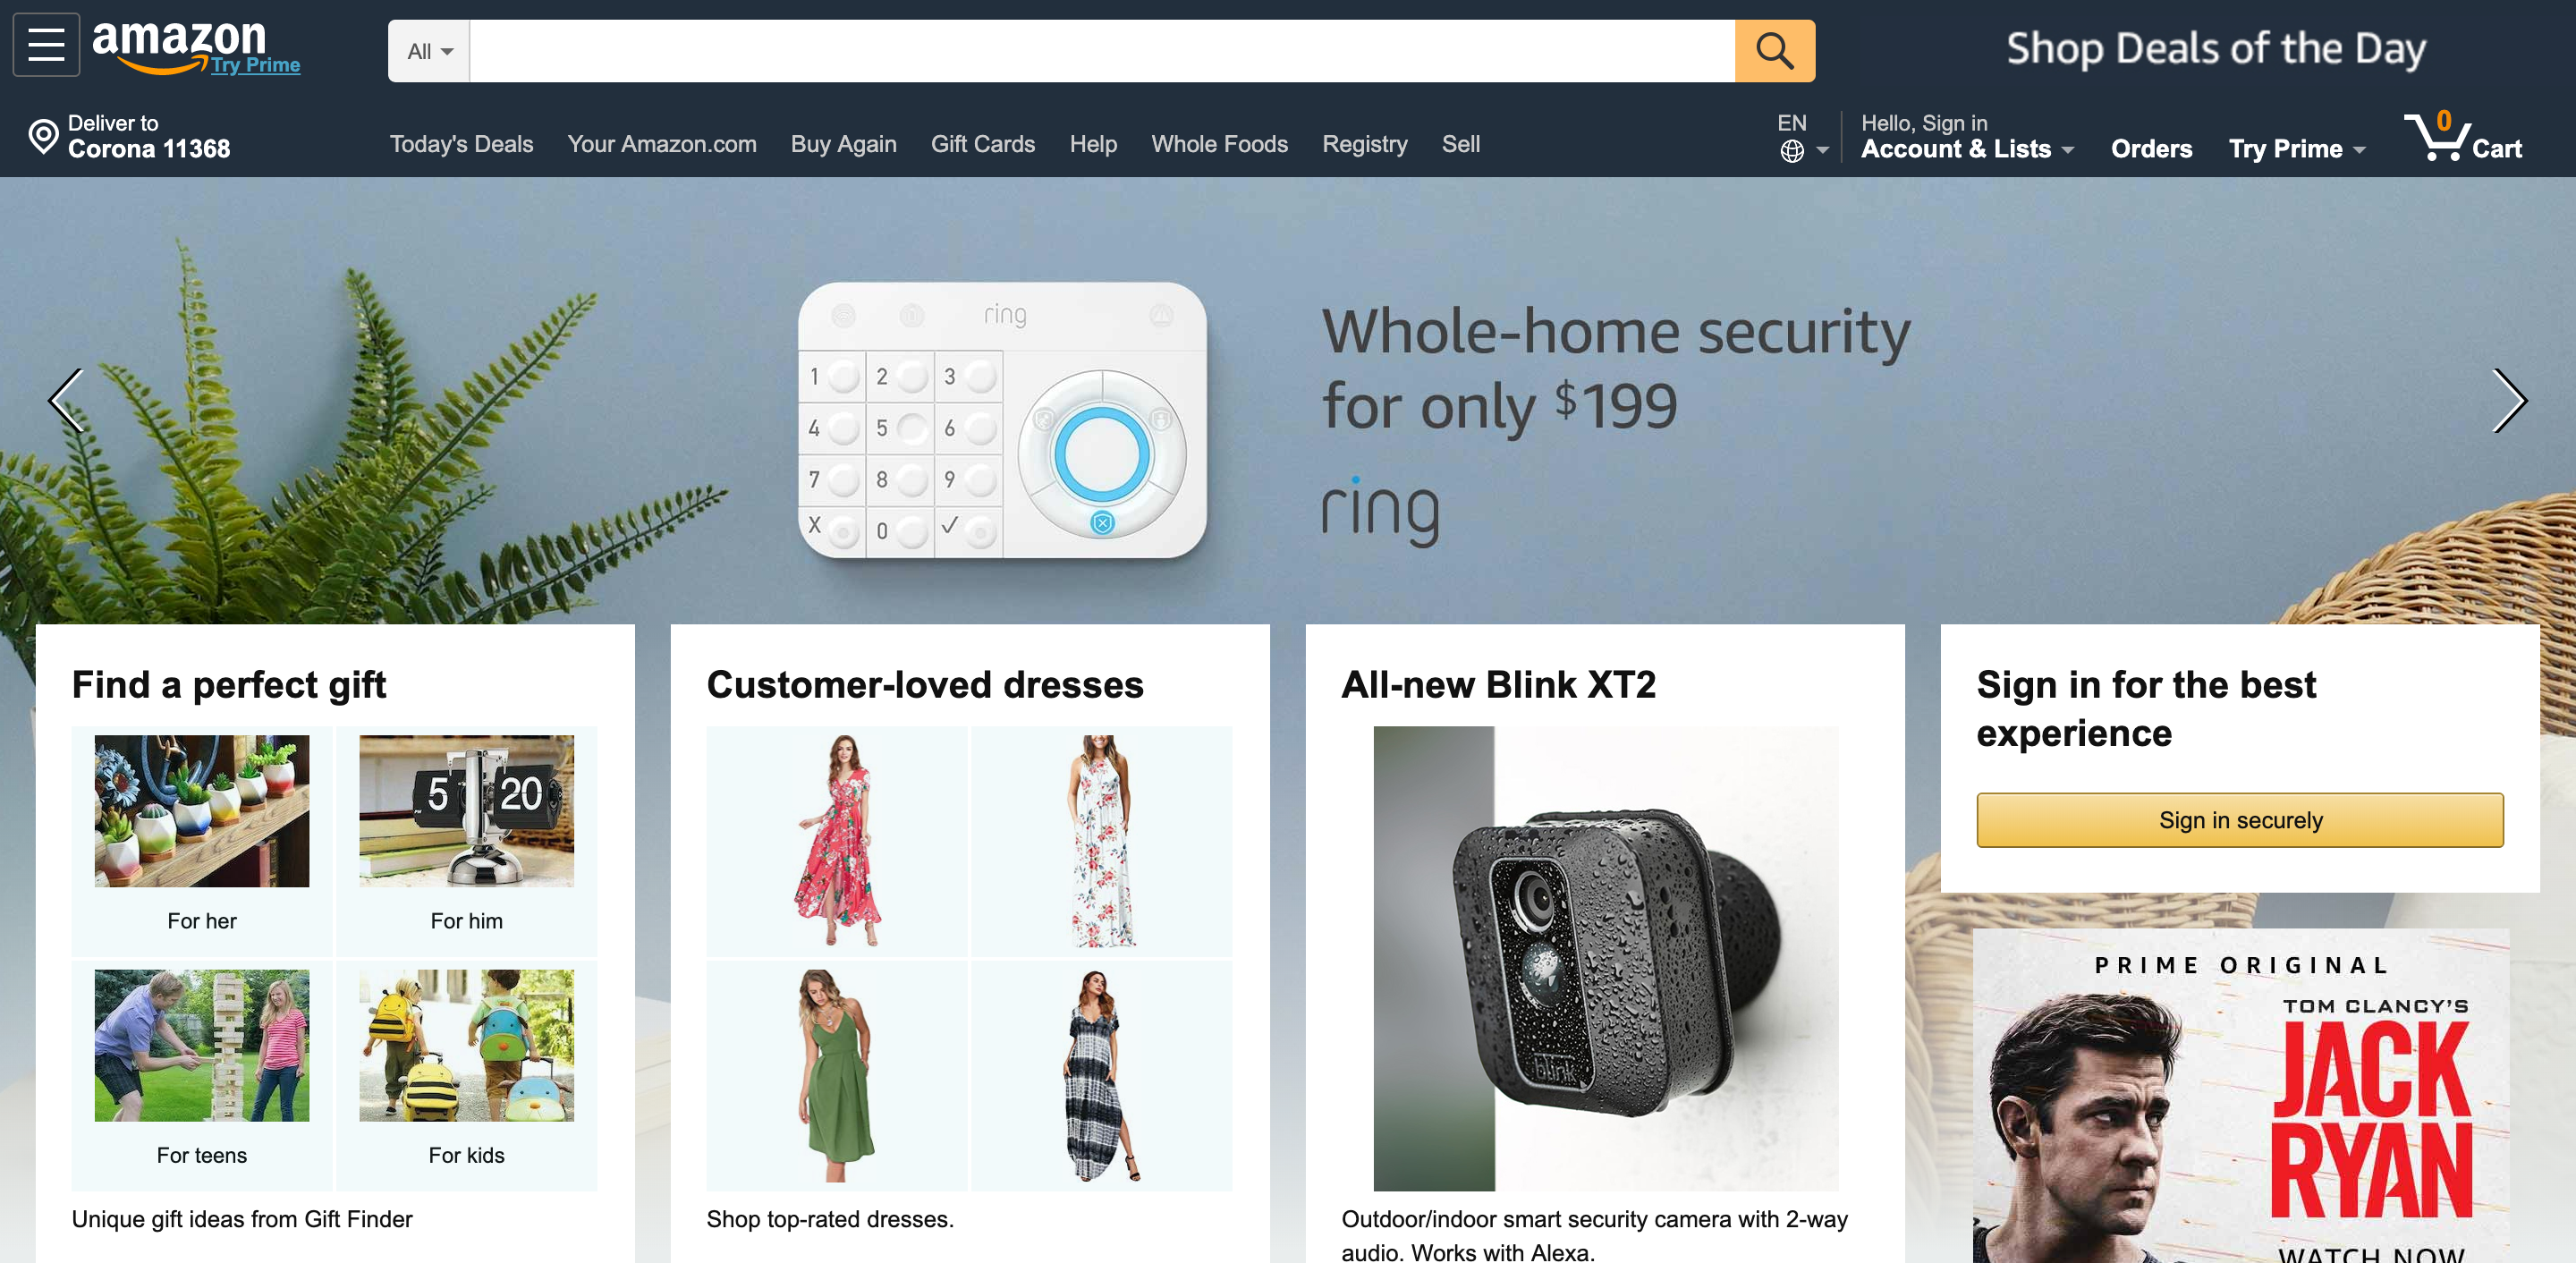 amazon
Try Prime
All
Shop Deals of the Day
Deliver to
Corona 11368
Today's Deals
Your Amazon.com
Buy Again
Gift Cards
Help
Whole Foods
Registry
Sell
EN
Hello, Sign in
Account & Lists
Orders
Try Prime
0
Cart
ring
1 2 3
4 5 6
7 8 9
X 0 ✓
Whole-home security
for only $199
ring
Find a perfect gift
5 20
For her
For him
For teens
For kids
Unique gift ideas from Gift Finder
Customer-loved dresses
Shop top-rated dresses.
All-new Blink XT2
blink
Outdoor/indoor smart security camera with 2-way
audio. Works with Alexa.
Sign in for the best
experience
Sign in securely
PRIME ORIGINAL
TOM CLANCY'S
JACK
RYAN
WATCH NOW